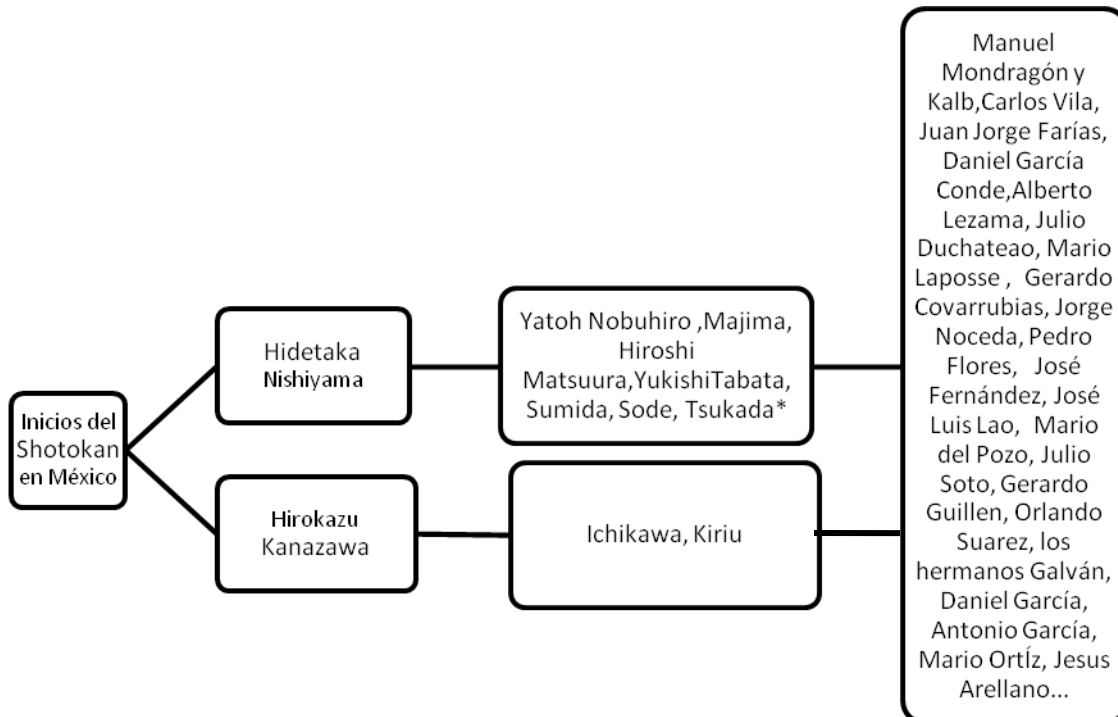 Inicios del
Shotokan
en México
Hidetaka
Nishiyama
Hirokazu
Kanazawa
Yatoh Nobuhiro ,Majima,
Hiroshi
Matsuura,YukishiTabata,
Sumida, Sode, Tsukada*
Ichikawa, Kiriu
Manuel
Mondragón y
Kalb,Carlos Vila,
Juan Jorge Farías,
Daniel García
Conde,Alberto
Lezama, Julio
Duchateao, Mario
Laposse , Gerardo
Covarrubias, Jorge
Noceda, Pedro
Flores, José
Fernández, José
Luis Lao, Mario
del Pozo, Julio
Soto, Gerardo
Guillen, Orlando
Suarez, los
hermanos Galván,
Daniel García,
Antonio García,
Mario OrtÍz, Jesus
Arellano...